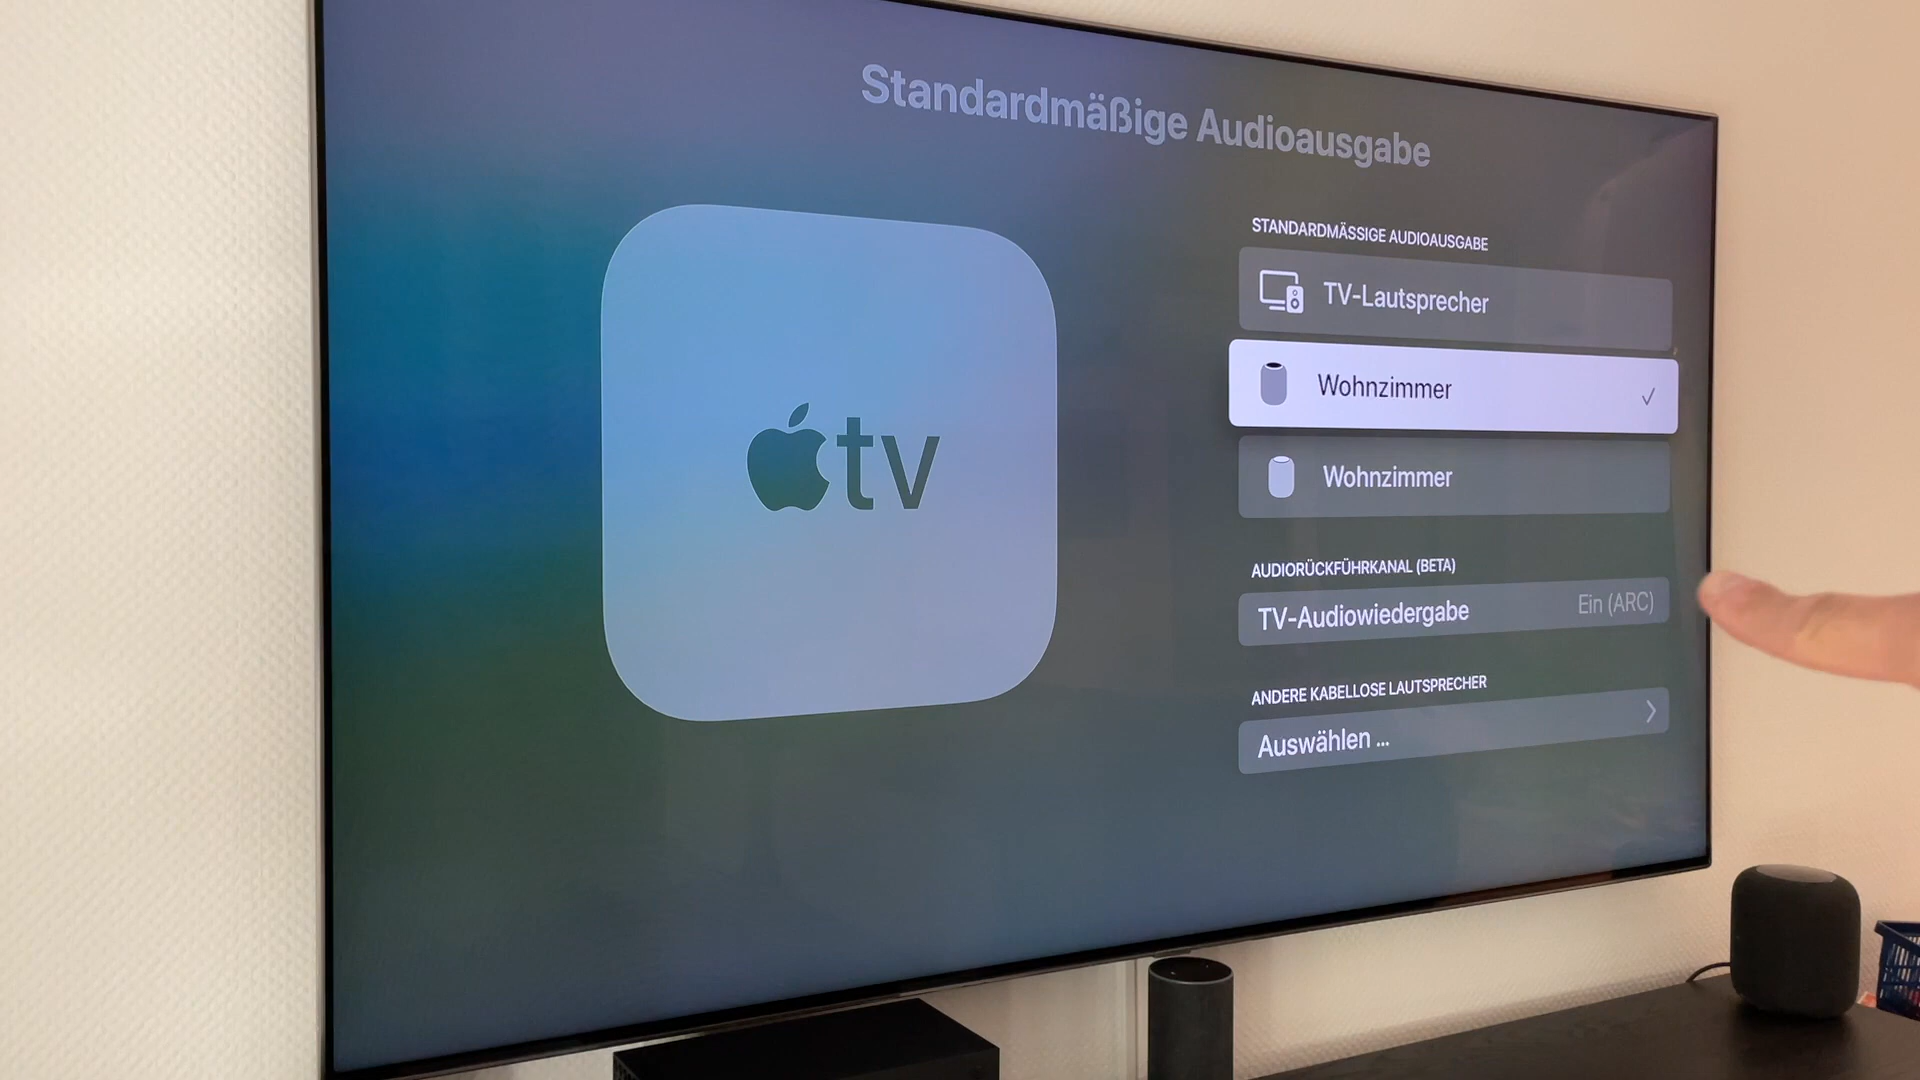 Standardmäßige Audioausgabe
STANDARDMÄSSIGE AUDIOAUSGABE
TV-Lautsprecher
Wohnzimmer
Wohnzimmer
AUDIORÜCKFÜHRKANAL (BETA)
TV-Audiowiedergabe Ein (ARC)
ANDERE KABELLOSE LAUTSPRECHER
Auswählen ...
tv